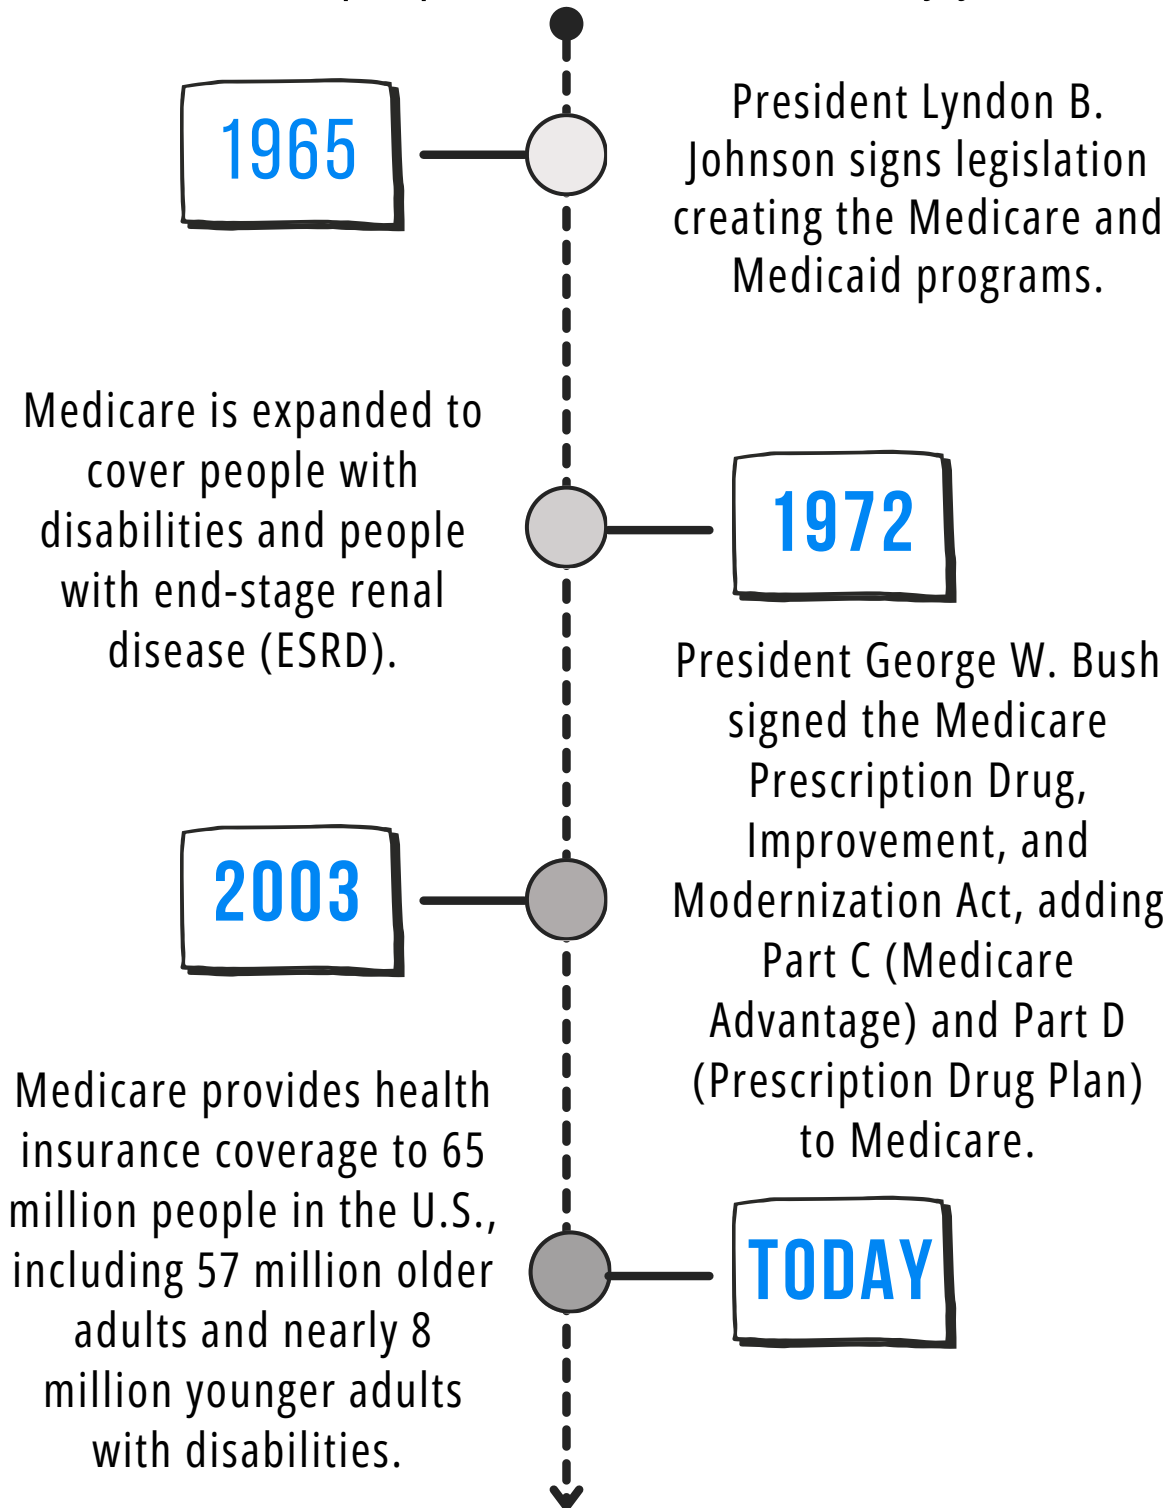 1965
President Lyndon B.
Johnson signs legislation
creating the Medicare and
Medicaid programs.
Medicare is expanded to
cover people with
disabilities and people
with end-stage renal
disease (ESRD).
1972
2003
President George W. Bush
signed the Medicare
Prescription Drug,
Improvement, and
Modernization Act, adding
Part C (Medicare
Advantage) and Part D
(Prescription Drug Plan)
to Medicare.
Medicare provides health
insurance coverage to 65
million people in the U.S.,
including 57 million older
adults and nearly 8
million younger adults
with disabilities.
TODAY